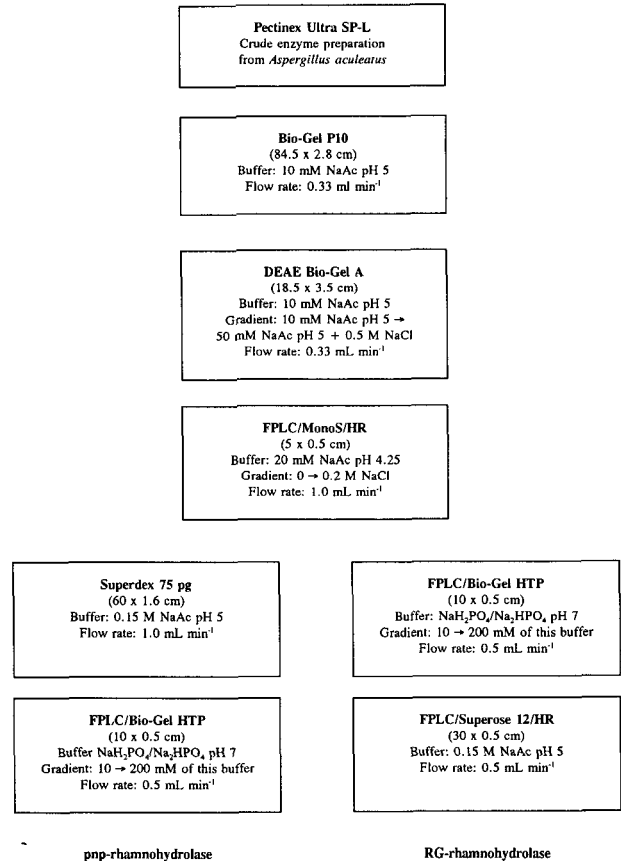 Pectinex Ultra SP-L
Crude enzyme preparation
from Aspergillus aculeatus
Bio-Gel P10
(84.5 x 2.8 cm)
Buffer: 10 mM NaAc pH 5
Flow rate: 0.33 ml min⁻¹
DEAE Bio-Gel A
(18.5 x 3.5 cm)
Buffer: 10 mM NaAc pH 5
Gradient: 10 mM NaAc pH 5 →
50 mM NaAc pH 5 + 0.5 M NaCl
Flow rate: 0.33 mL min⁻¹
FPLC/MonoS/HR
(5 x 0.5 cm)
Buffer: 20 mM NaAc pH 4.25
Gradient: 0 → 0.2 M NaCl
Flow rate: 1.0 mL min⁻¹
Superdex 75 pg
(60 x 1.6 cm)
Buffer: 0.15 M NaAc pH 5
Flow rate: 1.0 mL min⁻¹
FPLC/Bio-Gel HTP
(10 x 0.5 cm)
Buffer: NaH₂PO₄/Na₂HPO₄ pH 7
Gradient: 10 → 200 mM of this buffer
Flow rate: 0.5 mL min⁻¹
FPLC/Bio-Gel HTP
(10 x 0.5 cm)
Buffer NaH₂PO₄/Na₂HPO₄ pH 7
Gradient: 10 → 200 mM of this buffer
Flow rate: 0.5 mL min⁻¹
FPLC/Superose 12/HR
(30 x 0.5 cm)
Buffer: 0.15 M NaAc pH 5
Flow rate: 0.5 mL min⁻¹
pnp-rhamnohydrolase
RG-rhamnohydrolase